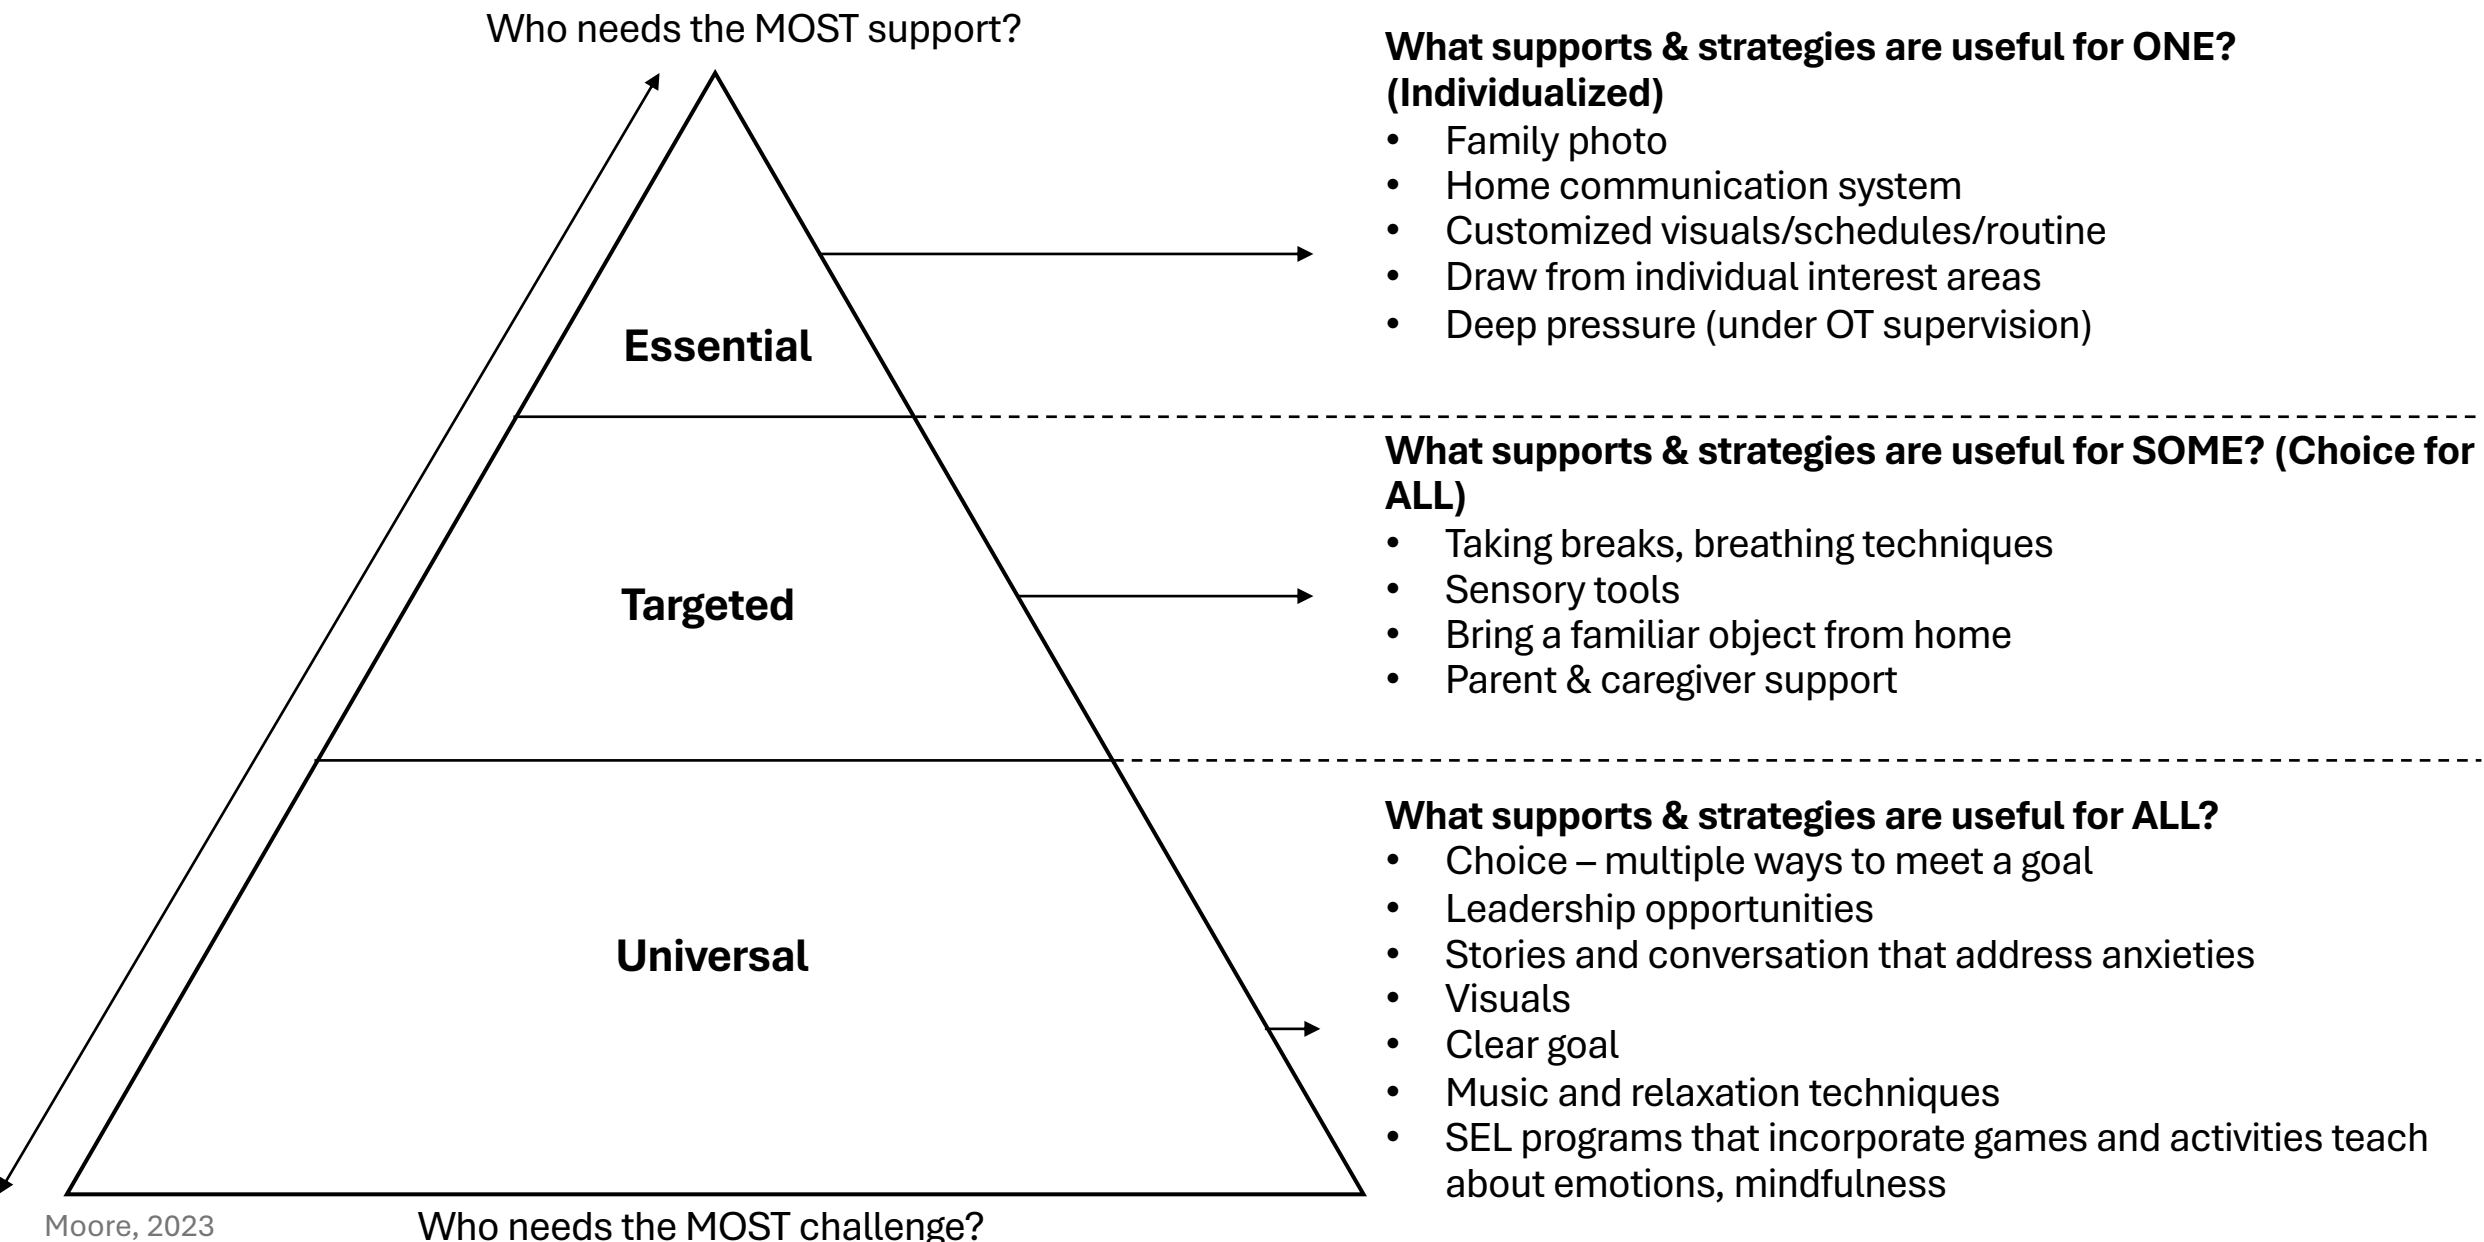 Who needs the MOST support?
What supports & strategies are useful for ONE?
(Individualized)
• Family photo
• Home communication system
• Customized visuals/schedules/routine
• Draw from individual interest areas
• Deep pressure (under OT supervision)
Essential
What supports & strategies are useful for SOME? (Choice for
ALL)
• Taking breaks, breathing techniques
• Sensory tools
• Bring a familiar object from home
• Parent & caregiver support
Targeted
What supports & strategies are useful for ALL?
• Choice – multiple ways to meet a goal
• Leadership opportunities
• Stories and conversation that address anxieties
• Visuals
• Clear goal
• Music and relaxation techniques
• SEL programs that incorporate games and activities teach
about emotions, mindfulness
Universal
Moore, 2023
Who needs the MOST challenge?